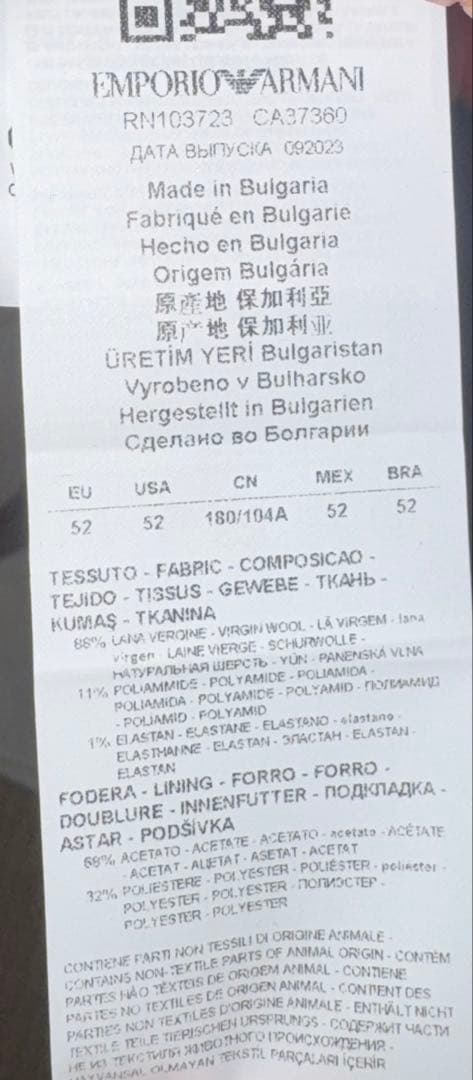 EMPORIO ARMANI
RN103723 CA37360
ДАТА ВЫПУСКА 092023
Made in Bulgaria
Fabriqué en Bulgarie
Hecho en Bulgaria
Origem Bulgária
原產地 保加利亞
原产地 保加利亚
ÜRETİM YERİ Bulgaristan
Vyrobeno v Bulharsko
Hergestellt in Bulgarien
Сделано во Болгарии
EU USA CN MEX BRA
52 52 180/104A 52 52
TESSUTO - FABRIC - COMPOSICAO -
TEJIDO - TISSUS - GEWEBE - ТКАНЬ -
KUMAŞ - TKANINA
88% LANA VERGINE - VIRGIN WOOL - LÃ VIRGEM - lana
virgen - LAINE VIERGE - SCHURWOLLE -
НАТУРАЛЬНАЯ ШЕРСТЬ - YÜN - PANENSKÁ VLNA
11% POLIAMMIDE - POLYAMIDE - POLIAMIDA -
POLIAMIDA - POLYAMIDE - POLYAMID - ПОЛИАМИД
- POLIAMID - POLYAMID
1% ELASTAN - ELASTANE - ELASTANO - elastano -
ELASTHANNE - ELASTAN - ЭЛАСТАН - ELASTAN -
ELASTAN
FODERA - LINING - FORRO - FORRO -
DOUBLURE - INNENFUTTER - ПОДКЛАДКА -
ASTAR - PODŠÍVKA
68% ACETATO - ACETATE - ACETATO - acetato - ACÉTATE
- ACETAT - АЦЕТАТ - ASETAT - ACETAT
32% POLIESTERE - POLYESTER - POLIÉSTER - poliéster -
POLYESTER - POLYESTER - ПОЛИЭСТЕР -
POLYESTER - POLYESTER
CONTIENE PARTI NON TESSILI DI ORIGINE ANIMALE -
CONTAINS NON-TEXTILE PARTS OF ANIMAL ORIGIN - CONTÉM
PARTES NÃO TÊXTEIS DE ORIGEM ANIMAL - CONTIENE
PARTES NO TEXTILES DE ORIGEN ANIMAL - CONTIENT DES
PARTIES NON TEXTILES D'ORIGINE ANIMALE - ENTHÄLT NICHT
TEXTILE TEILE TIERISCHEN URSPRUNGS - СОДЕРЖИТ ЧАСТИ
НЕ ИЗ ТЕКСТИЛЯ ЖИВОТНОГО ПРОИСХОЖДЕНИЯ -
HAYVANSAL OLMAYAN TEKSTİL PARÇALARI İÇERİR